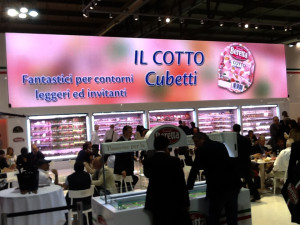 IL COTTO
Cubetti
Fantastici per contorni
leggeri ed invitanti
Beretta